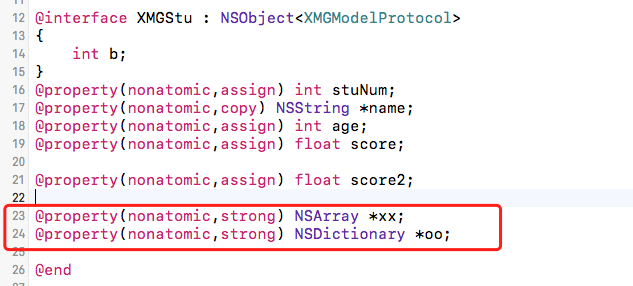 12 @interface XMGStu : NSObject<XMGModelProtocol>
13 {
14 int b;
15 }
16 @property(nonatomic,assign) int stuNum;
17 @property(nonatomic,copy) NSString *name;
18 @property(nonatomic,assign) int age;
19 @property(nonatomic,assign) float score;
20
21 @property(nonatomic,assign) float score2;
22
23 @property(nonatomic,strong) NSArray *xx;
24 @property(nonatomic,strong) NSDictionary *oo;
25
26 @end